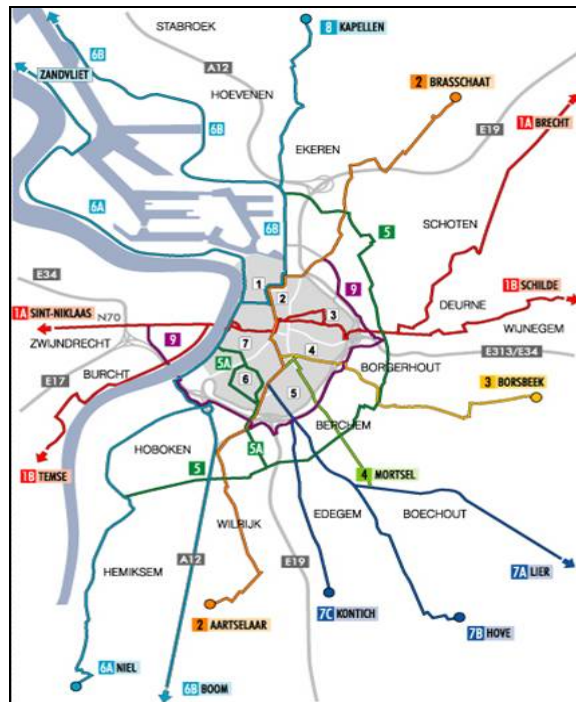 STABROEK
8 KAPELLEN
6B
ZANDVLIET
A12
2 BRASSCHAAT
HOEVENEN
1A BRECHT
6B
E19
EKEREN
6A
SCHOTEN
5
6B
E34
9
1
2
1B SCHILDE
1A SINT-NIKLAAS
N70
3
DEURNE
WIJNEGEM
ZWIJNDRECHT
9
7
4
E313/E34
5A
BORGERHOUT
E17
BURCHT
6
3 BORSBEEK
5
BERCHEM
HOBOKEN
5A
1B TEMSE
5
4 MORTSEL
WILRIJK
EDEGEM
BOECHOUT
A12
E19
HEMIKSEM
7A LIER
2 AARTSELAAR
7C KONTICH
7B HOVE
6A NIEL
6B BOOM